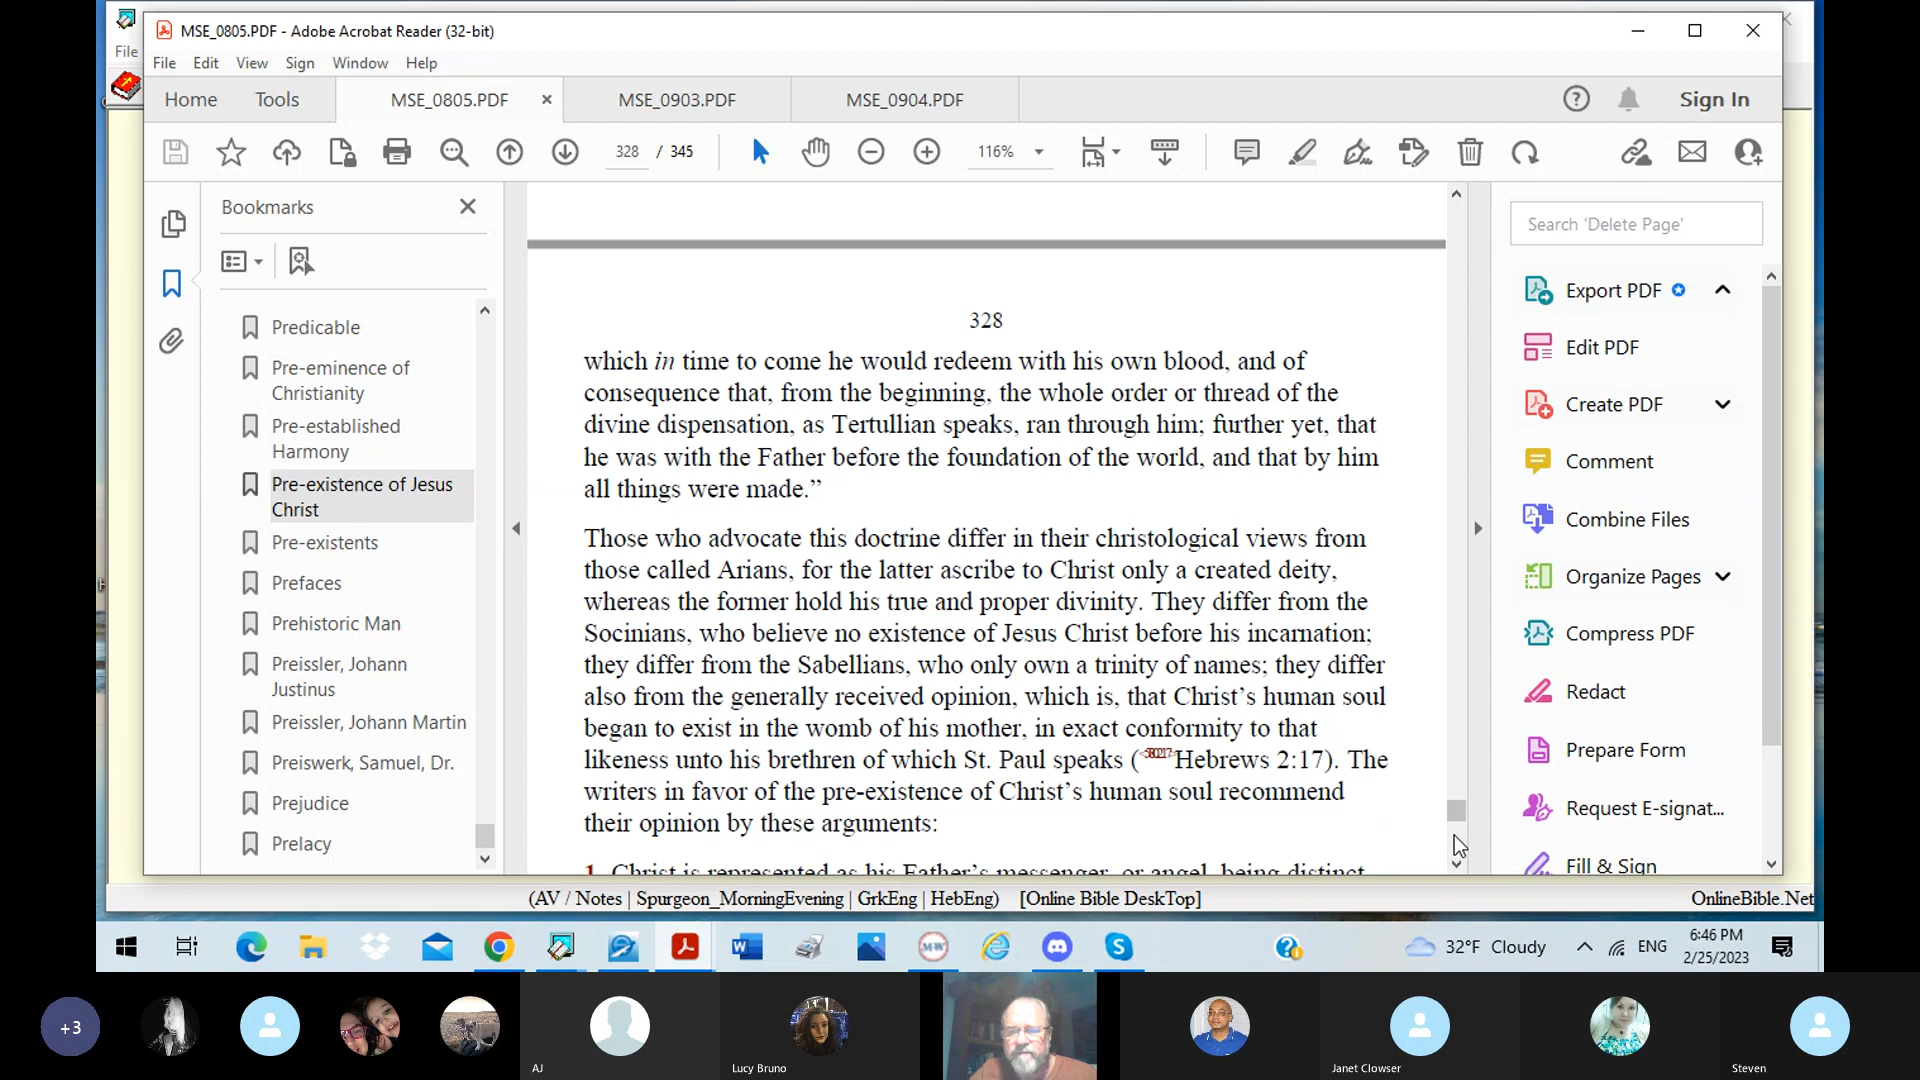 File
MSE_0805.PDF - Adobe Acrobat Reader (32-bit)
File Edit View Sign Window Help
Home Tools MSE_0805.PDF MSE_0903.PDF MSE_0904.PDF Sign In
328 / 345 116%
Bookmarks
Predicable
Pre-eminence of
Christianity
Pre-established
Harmony
Pre-existence of Jesus
Christ
Pre-existents
Prefaces
Prehistoric Man
Preissler, Johann
Justinus
Preissler, Johann Martin
Preiswerk, Samuel, Dr.
Prejudice
Prelacy
328
which in time to come he would redeem with his own blood, and of
consequence that, from the beginning, the whole order or thread of the
divine dispensation, as Tertullian speaks, ran through him; further yet, that
he was with the Father before the foundation of the world, and that by him
all things were made.”
Those who advocate this doctrine differ in their christological views from
those called Arians, for the latter ascribe to Christ only a created deity,
whereas the former hold his true and proper divinity. They differ from the
Socinians, who believe no existence of Jesus Christ before his incarnation;
they differ from the Sabellians, who only own a trinity of names; they differ
also from the generally received opinion, which is, that Christ’s human soul
began to exist in the womb of his mother, in exact conformity to that
likeness unto his brethren of which St. Paul speaks (<580217>Hebrews 2:17). The
writers in favor of the pre-existence of Christ’s human soul recommend
their opinion by these arguments:
1. Christ is represented as his Father’s messenger, or angel, being distinct
Search 'Delete Page'
Export PDF
Edit PDF
Create PDF
Comment
Combine Files
Organize Pages
Compress PDF
Redact
Prepare Form
Request E-signat...
Fill & Sign
(AV / Notes | Spurgeon_MorningEvening | GrkEng | HebEng) [Online Bible DeskTop] OnlineBible.Net
32°F Cloudy ENG
6:46 PM
2/25/2023
+3
AJ
Lucy Bruno
Janet Clowser
Steven